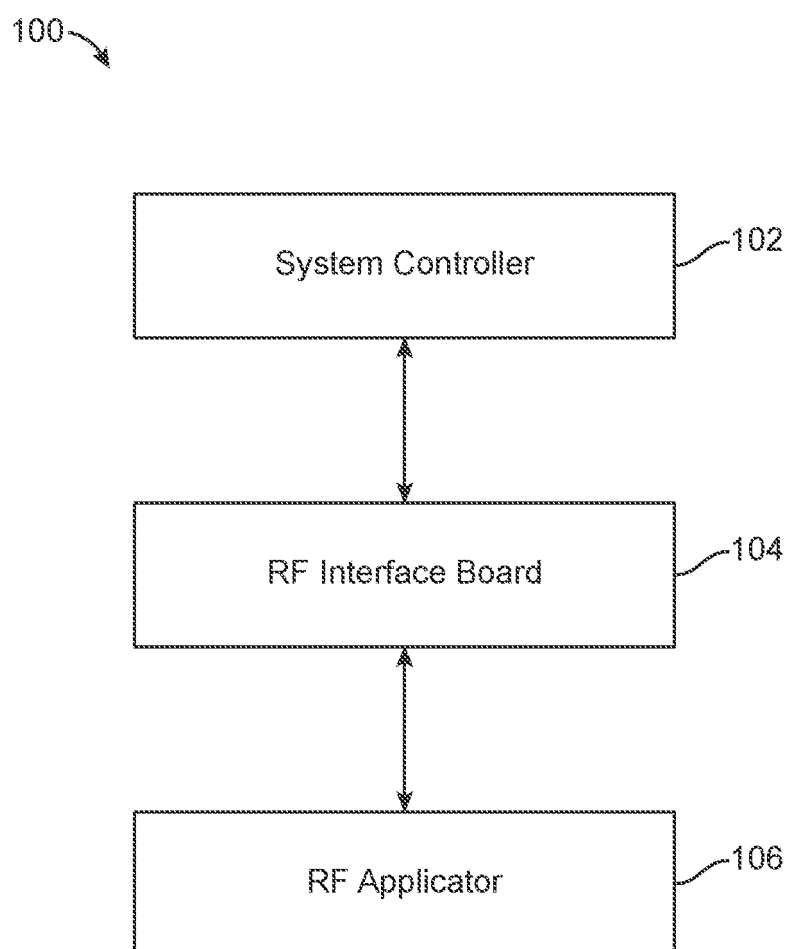 100
System Controller
102
RF Interface Board
104
RF Applicator
106